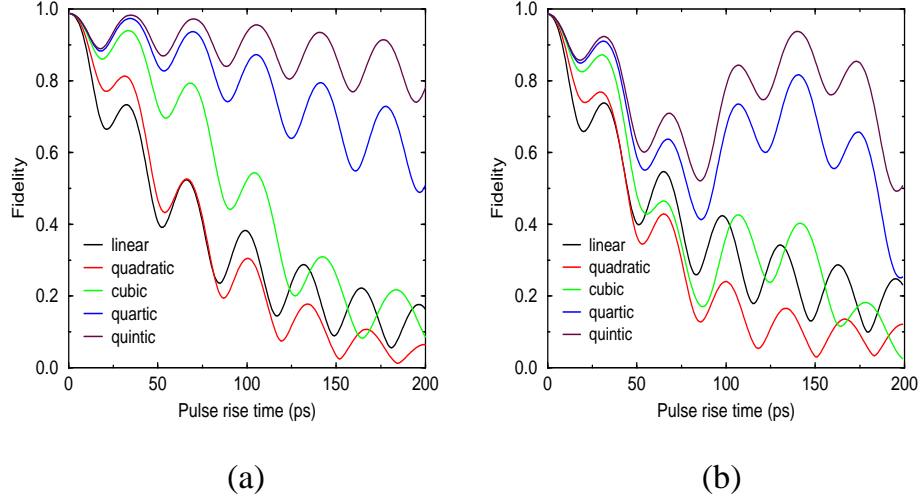 1.0
0.8
0.6
0.4
0.2
0.0
Fidelity
linear
quadratic
cubic
quartic
quintic
0 50 100 150 200
Pulse rise time (ps)
(a)
1.0
0.8
0.6
0.4
0.2
0.0
Fidelity
linear
quadratic
cubic
quartic
quintic
0 50 100 150 200
Pulse rise time (ps)
(b)